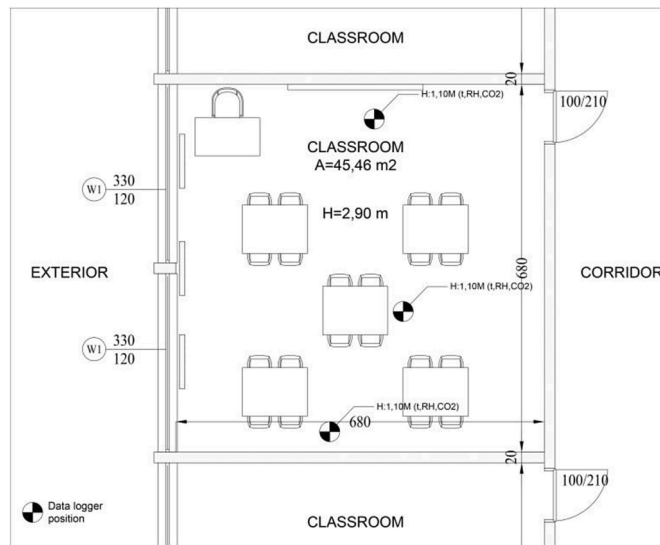 CLASSROOM
20
100/210
H:1,10M (t,RH,CO2)
CLASSROOM
A=45,46 m2
W1
330
120
H=2,90 m
EXTERIOR
680
CORRIDOR
H:1,10M (t,RH,CO2)
W1
330
120
H:1,10M (t,RH,CO2)
680
20
100/210
Data logger
position
CLASSROOM